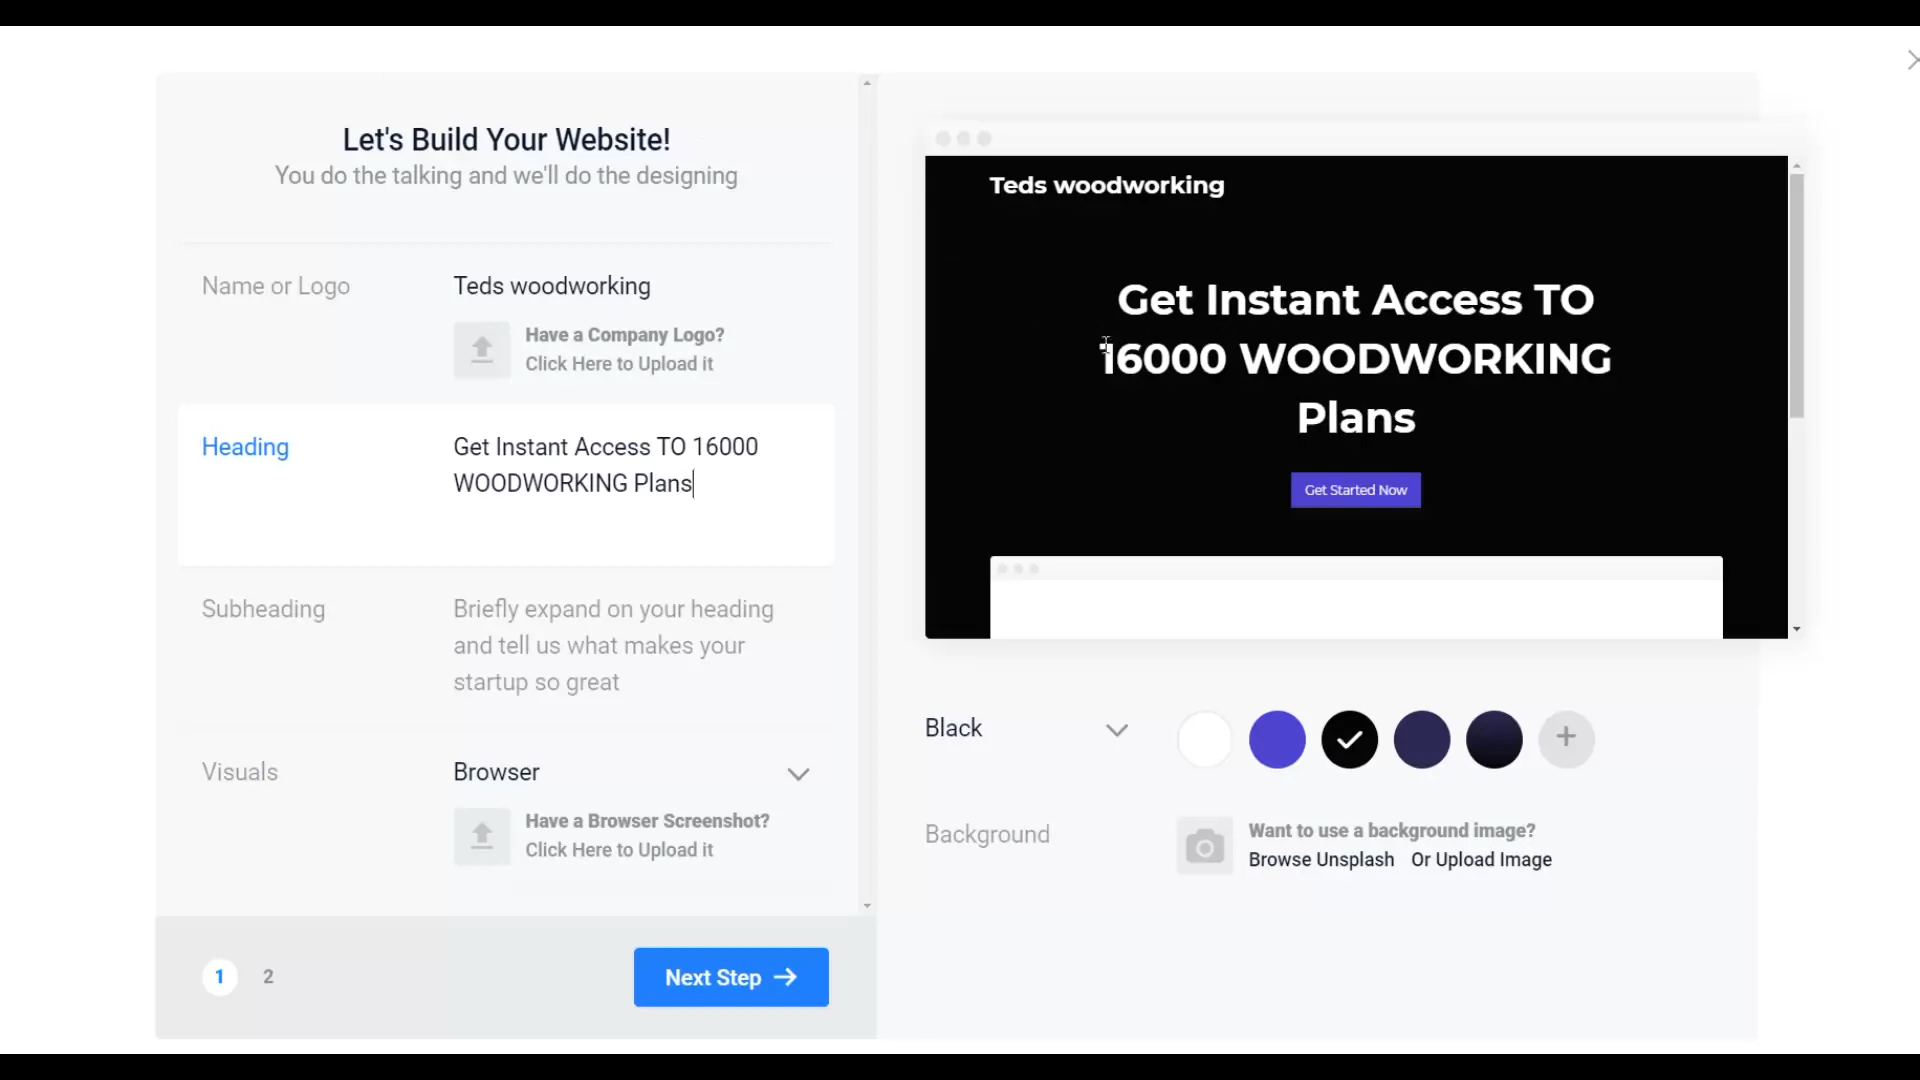 Let's Build Your Website!
You do the talking and we'll do the designing
Name or Logo
Teds woodworking
Have a Company Logo?
Click Here to Upload it
Heading
Get Instant Access TO 16000
WOODWORKING Plans
Subheading
Briefly expand on your heading
and tell us what makes your
startup so great
Visuals
Browser
Have a Browser Screenshot?
Click Here to Upload it
1
2
Next Step
Teds woodworking
Get Instant Access TO
16000 WOODWORKING
Plans
Get Started Now
Black
Background
Want to use a background image?
Browse Unsplash Or Upload Image